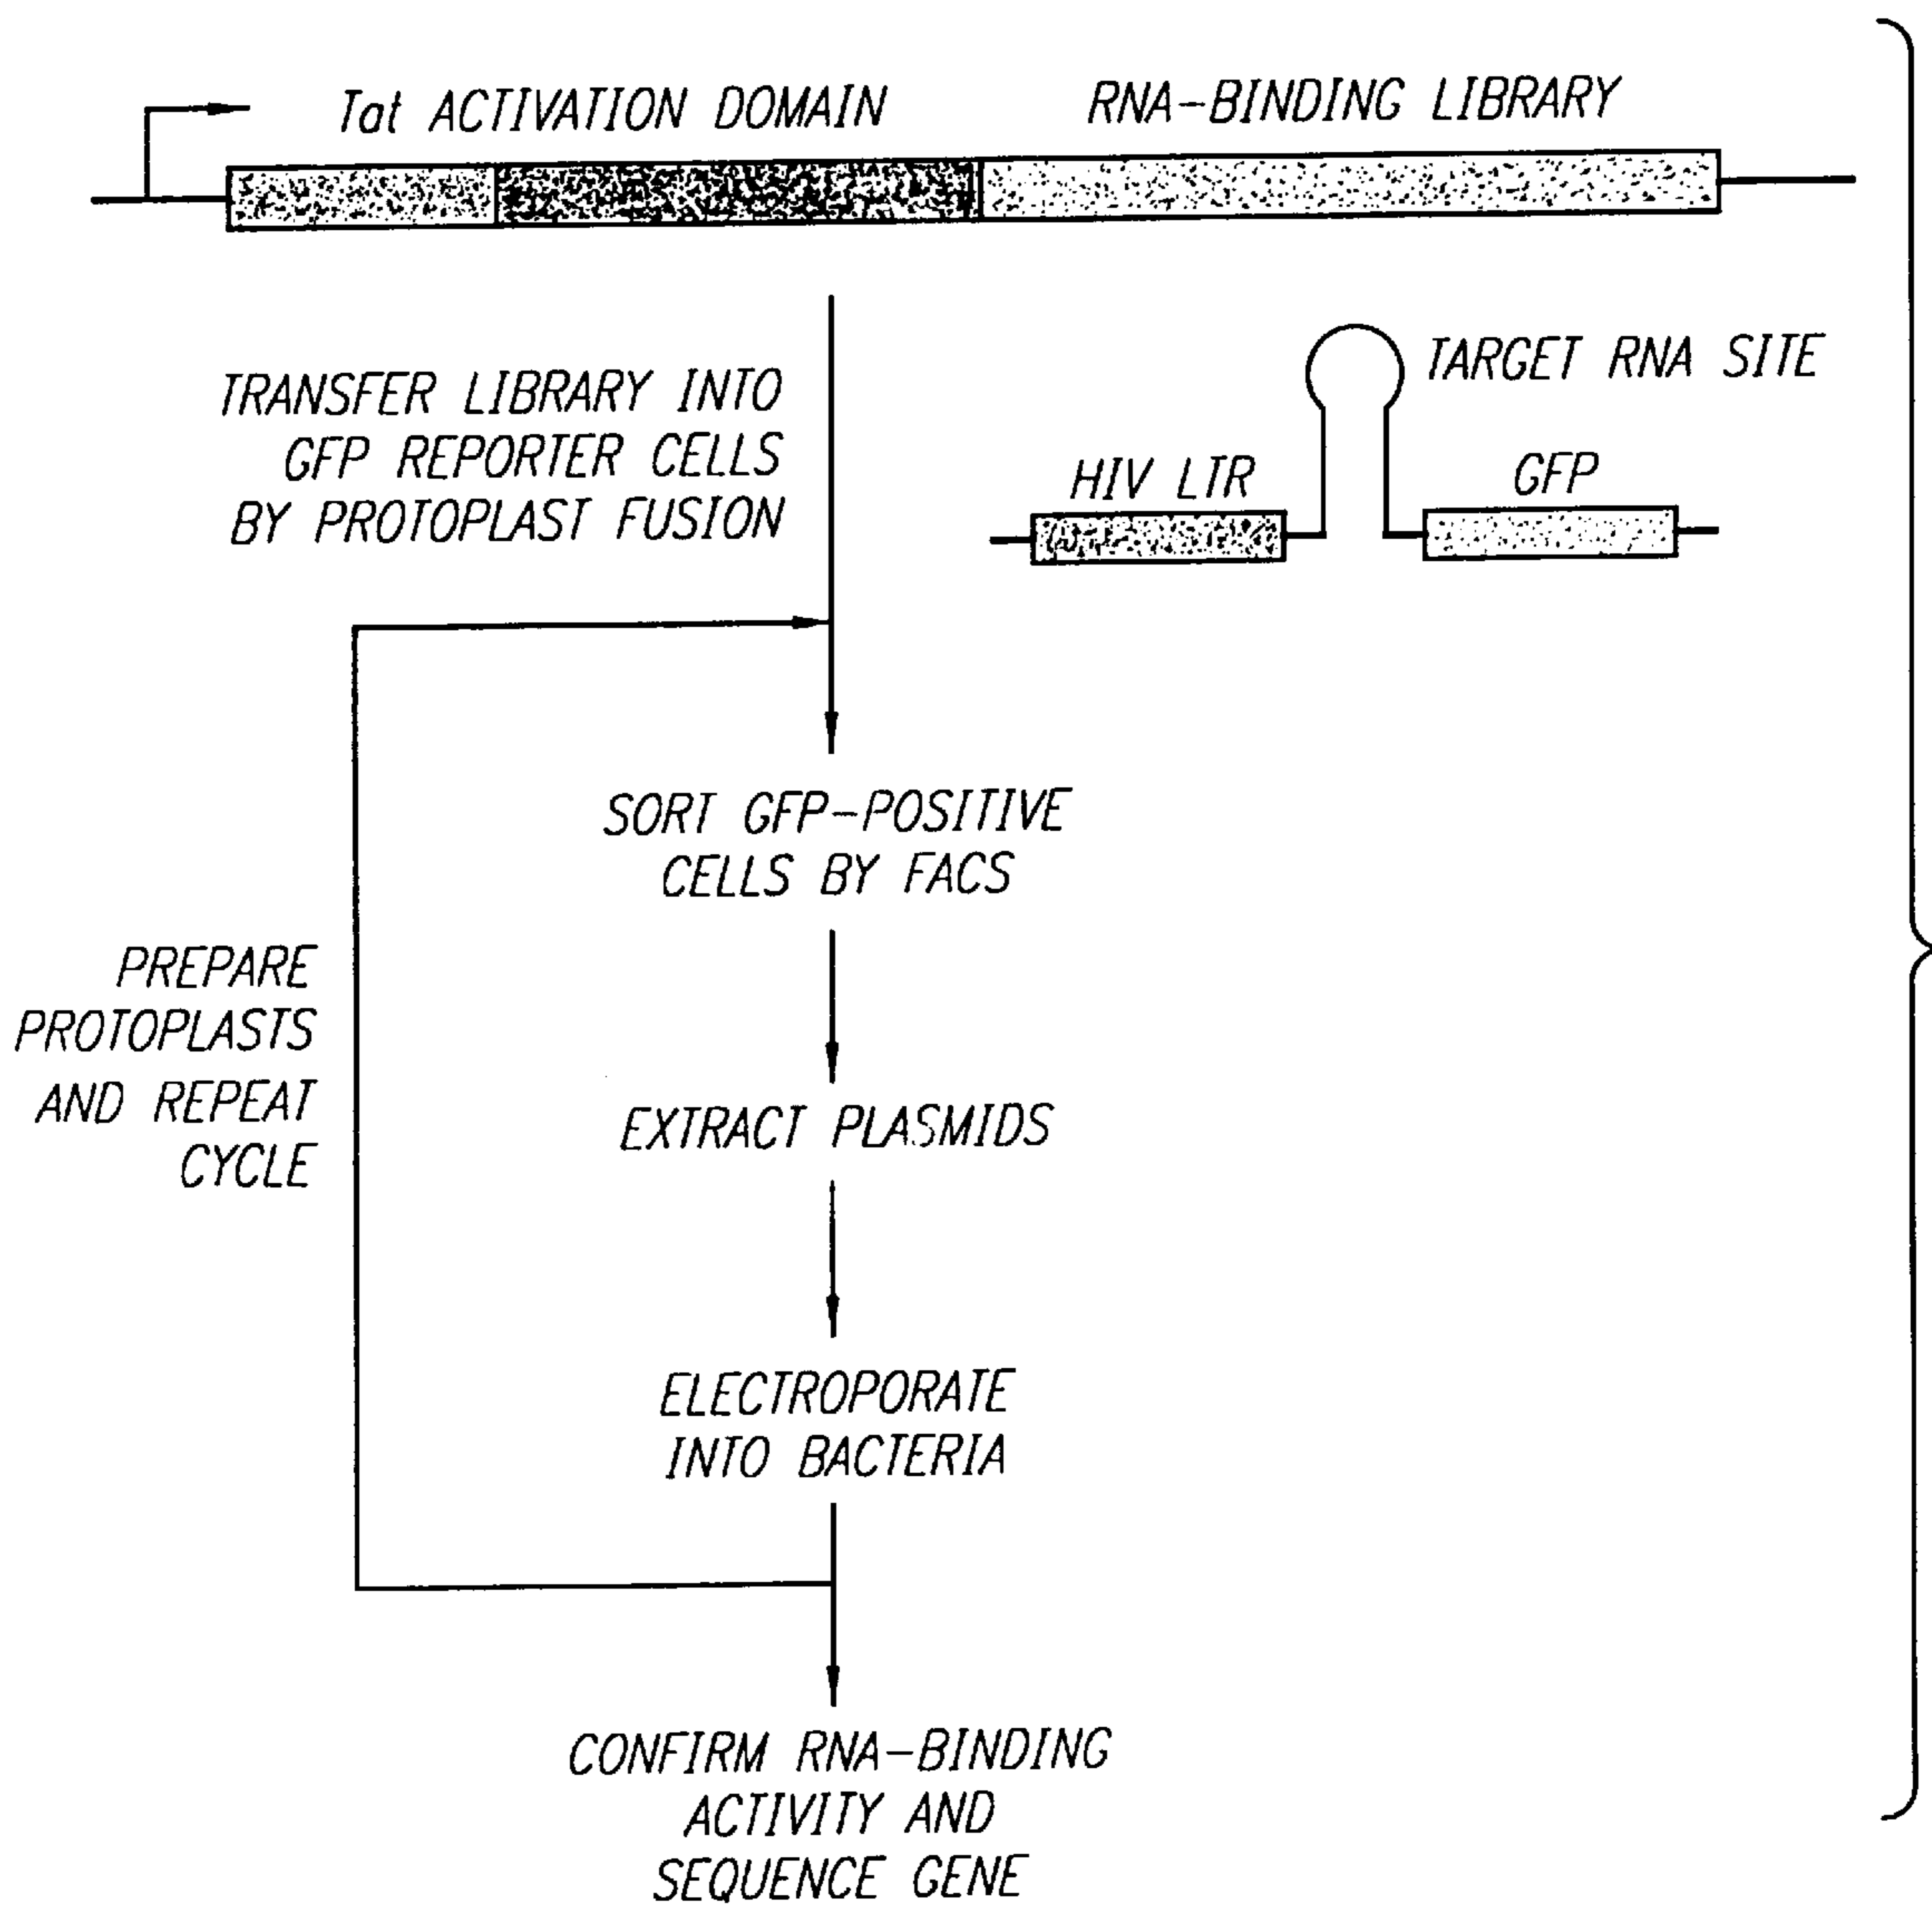 Tat ACTIVATION DOMAIN
RNA-BINDING LIBRARY
TRANSFER LIBRARY INTO
GFP REPORTER CELLS
BY PROTOPLAST FUSION
TARGET RNA SITE
HIV LTR
GFP
SORT GFP-POSITIVE
CELLS BY FACS
PREPARE
PROTOPLASTS
AND REPEAT
CYCLE
EXTRACT PLASMIDS
ELECTROPORATE
INTO BACTERIA
CONFIRM RNA-BINDING
ACTIVITY AND
SEQUENCE GENE